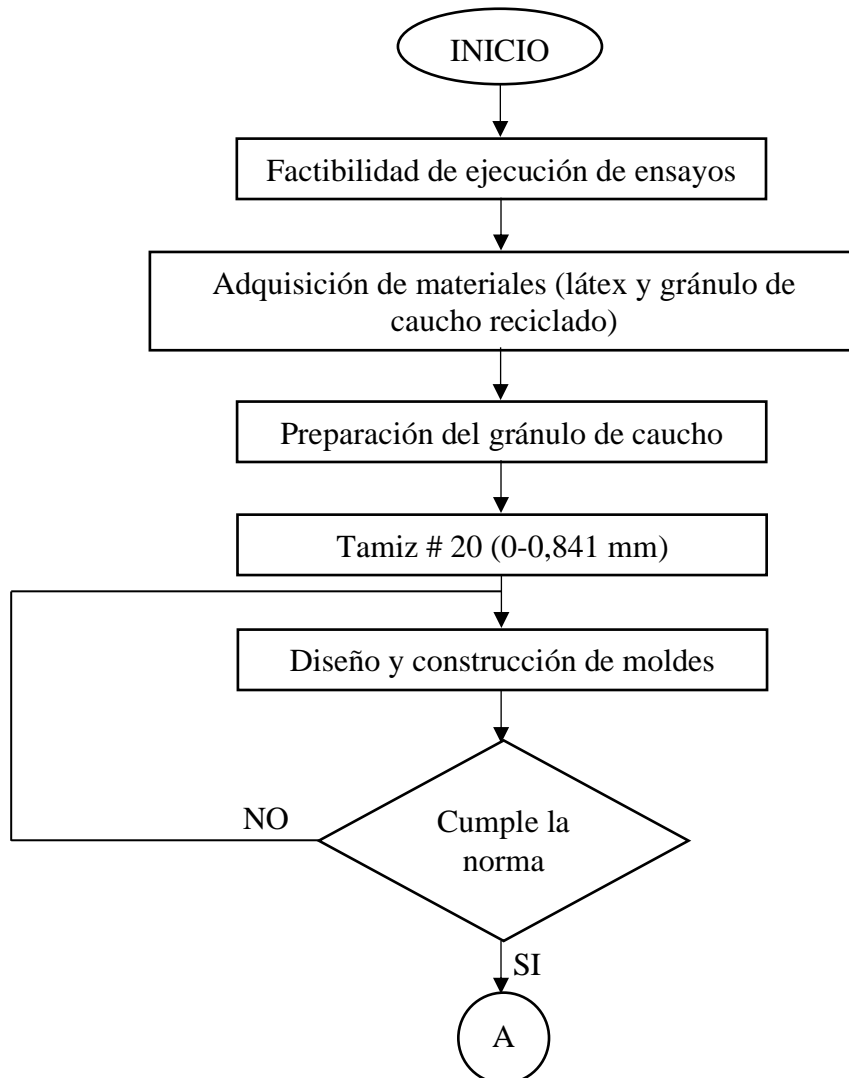 INICIO
Factibilidad de ejecución de ensayos
Adquisición de materiales (látex y gránulo de
caucho reciclado)
Preparación del gránulo de caucho
Tamiz # 20 (0-0,841 mm)
Diseño y construcción de moldes
NO
Cumple la
norma
SI
A